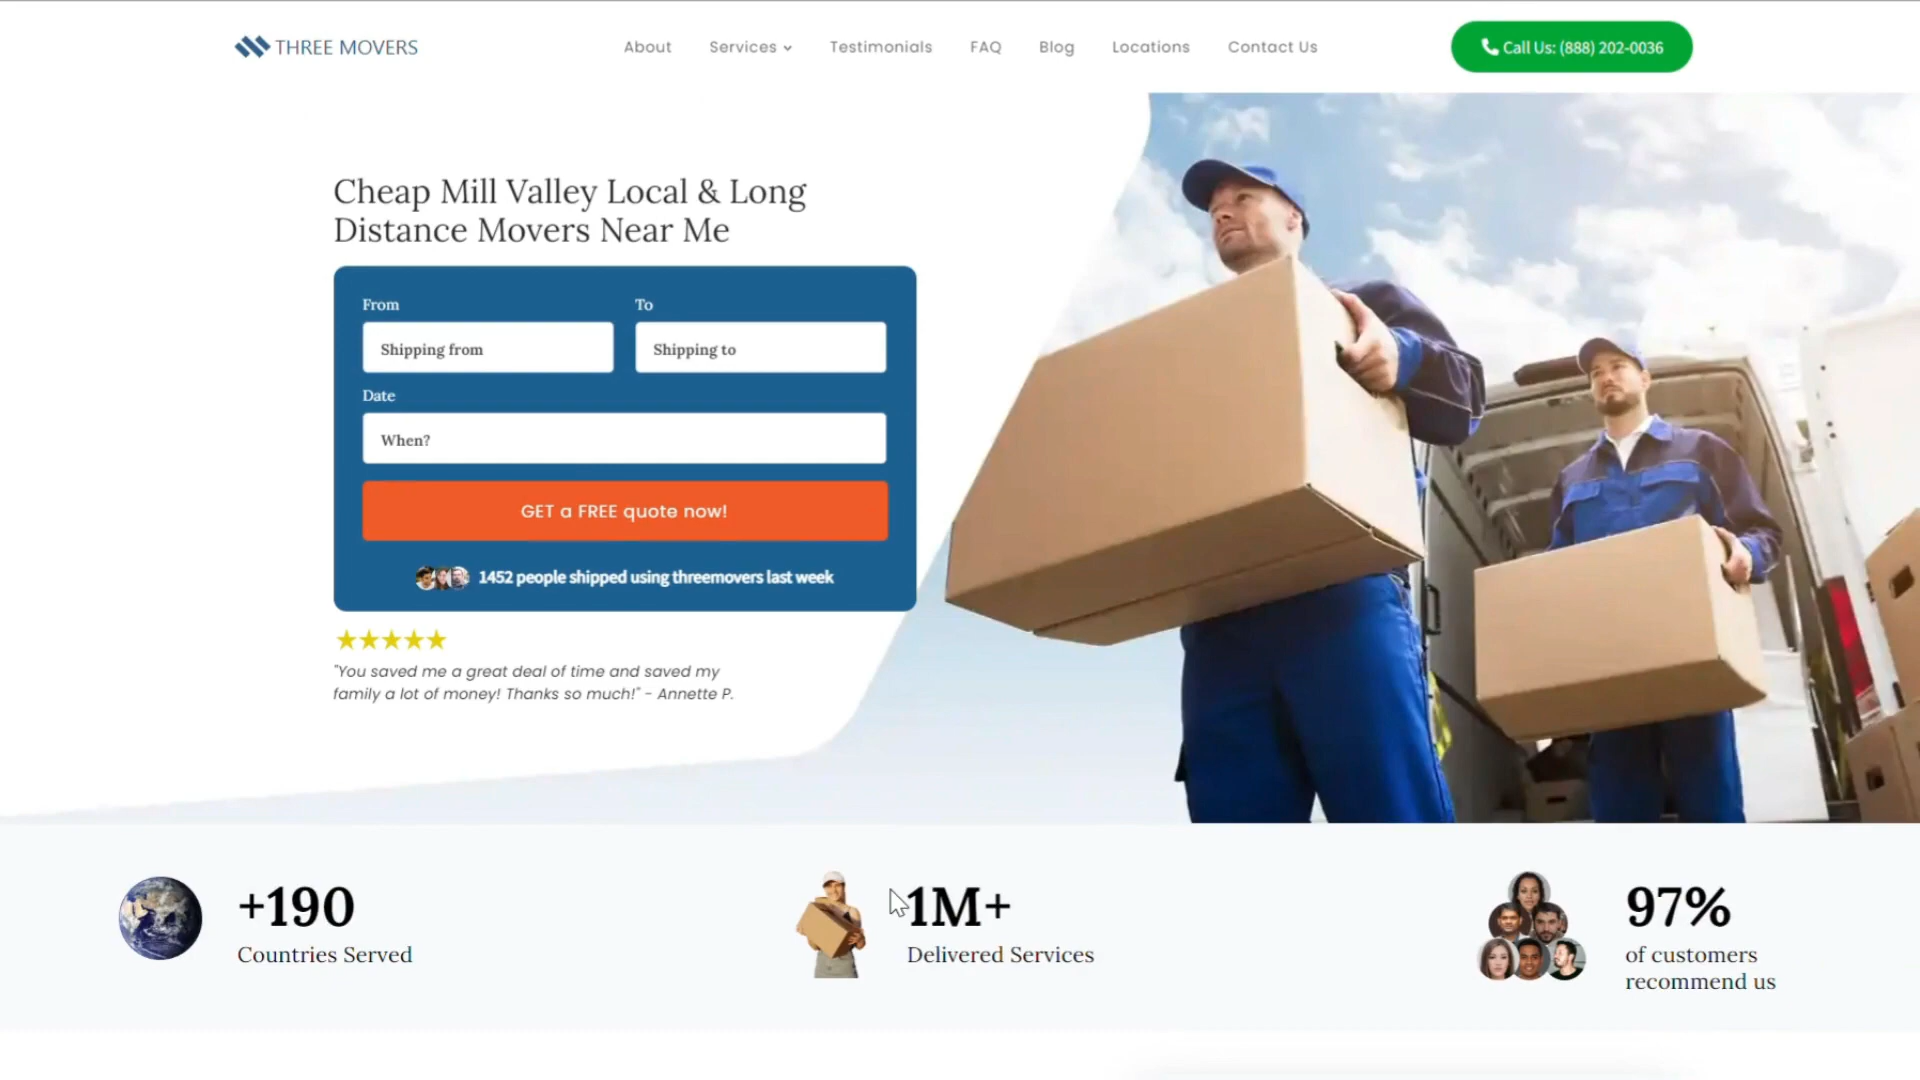 THREE MOVERS
About
Services
Testimonials
FAQ
Blog
Locations
Contact Us
Call Us: (888) 202-0036
Cheap Mill Valley Local & Long
Distance Movers Near Me
From
To
Shipping from
Shipping to
Date
When?
GET a FREE quote now!
1452 people shipped using threemovers last week
"You saved me a great deal of time and saved my
family a lot of money! Thanks so much!" - Annette P.
+190
Countries Served
1M+
Delivered Services
97%
of customers
recommend us